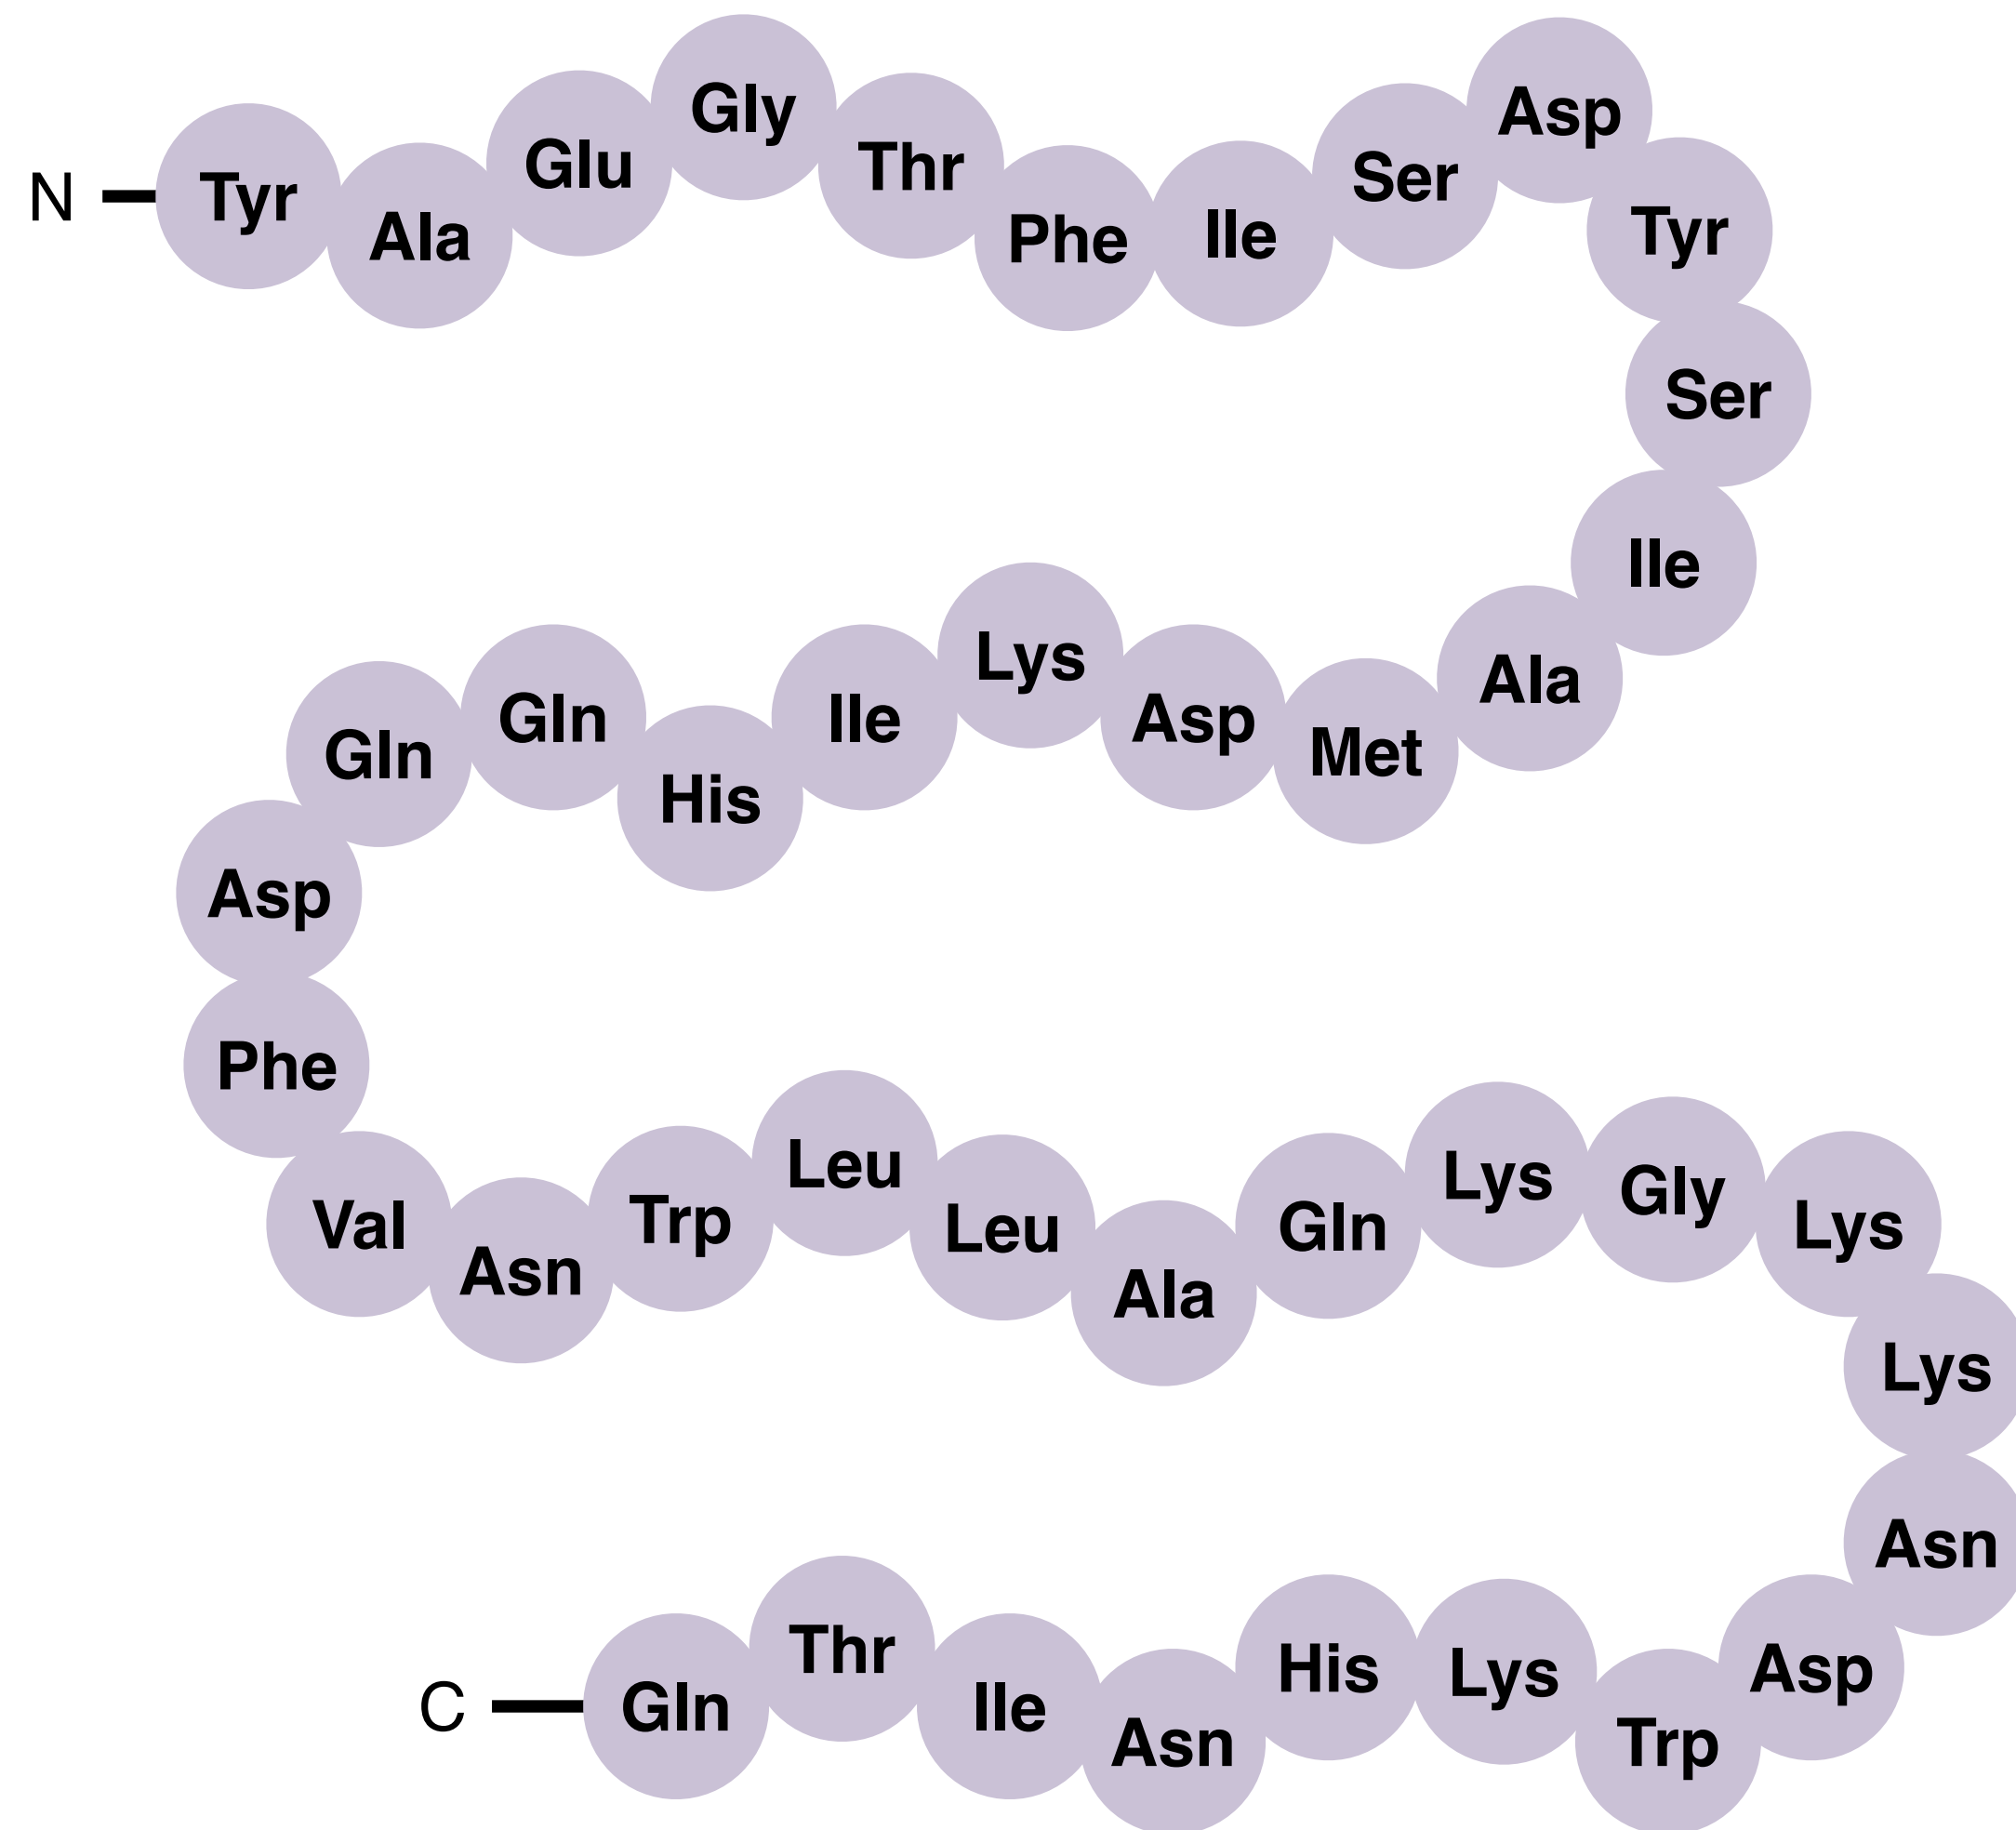 N Tyr Ala Glu Gly Thr Phe Ile Ser Asp Tyr
Ser
Ile
Gln Gln His Ile Lys Asp Met Ala
Asp
Phe
Val Asn Trp Leu Leu Ala Gln Lys Gly Lys
Lys
Asn
C Gln Thr Ile Asn His Lys Trp Asp